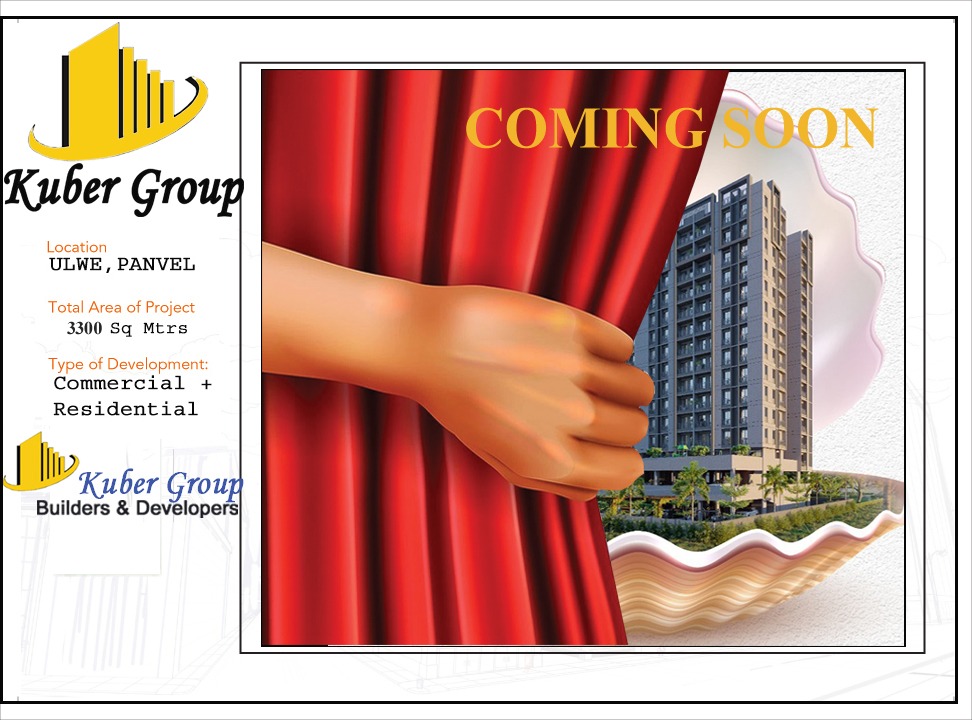 COMING SOON
Kuber Group
Location
ULWE, PANVEL
Total Area of Project
3300 Sq Mtrs
Type of Development:
Commercial +
Residential
Kuber Group
Builders & Developers